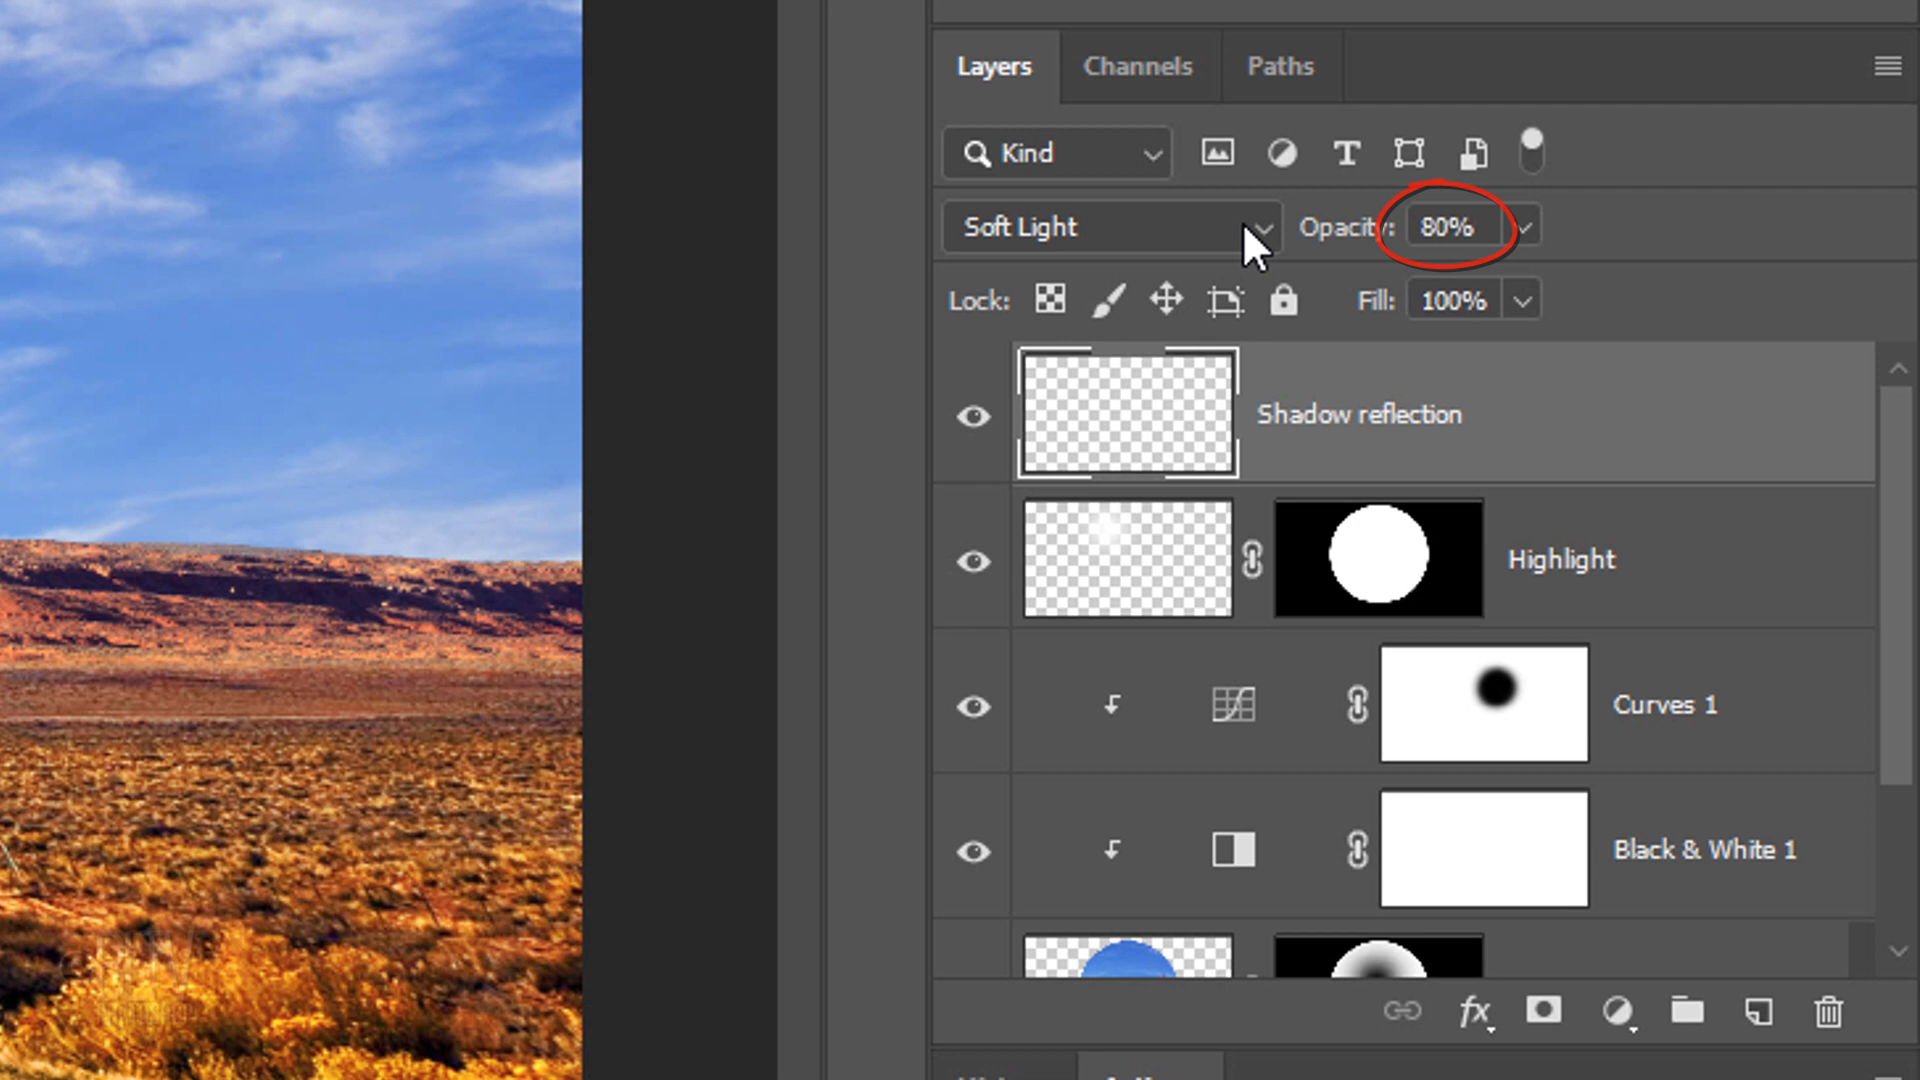 Layers Channels Paths
Kind
Soft Light Opacity: 80%
Lock: Fill: 100%
Shadow reflection
Highlight
Curves 1
Black & White 1
fx